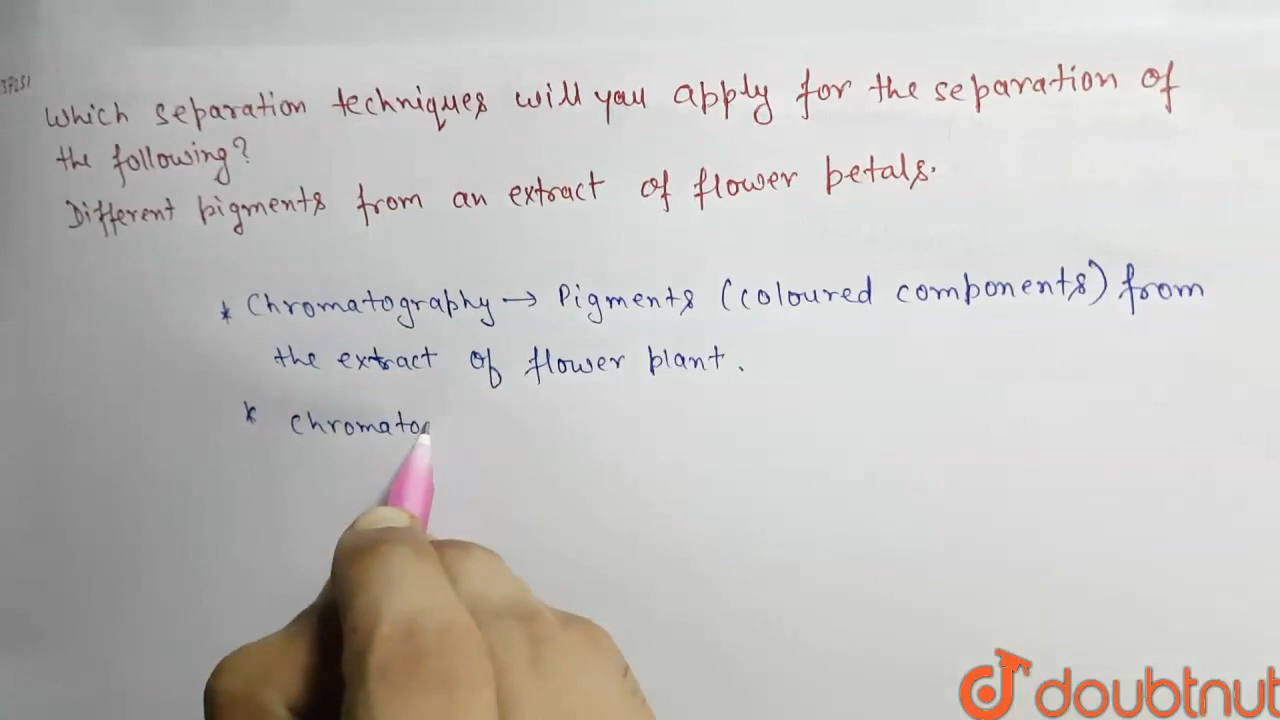 37251
Which separation techniques will you apply for the separation of
the following?
Different pigments from an extract of flower petals.
* Chromatography → Pigments (coloured components) from
the extract of flower plant.
* Chromato
doubtnut